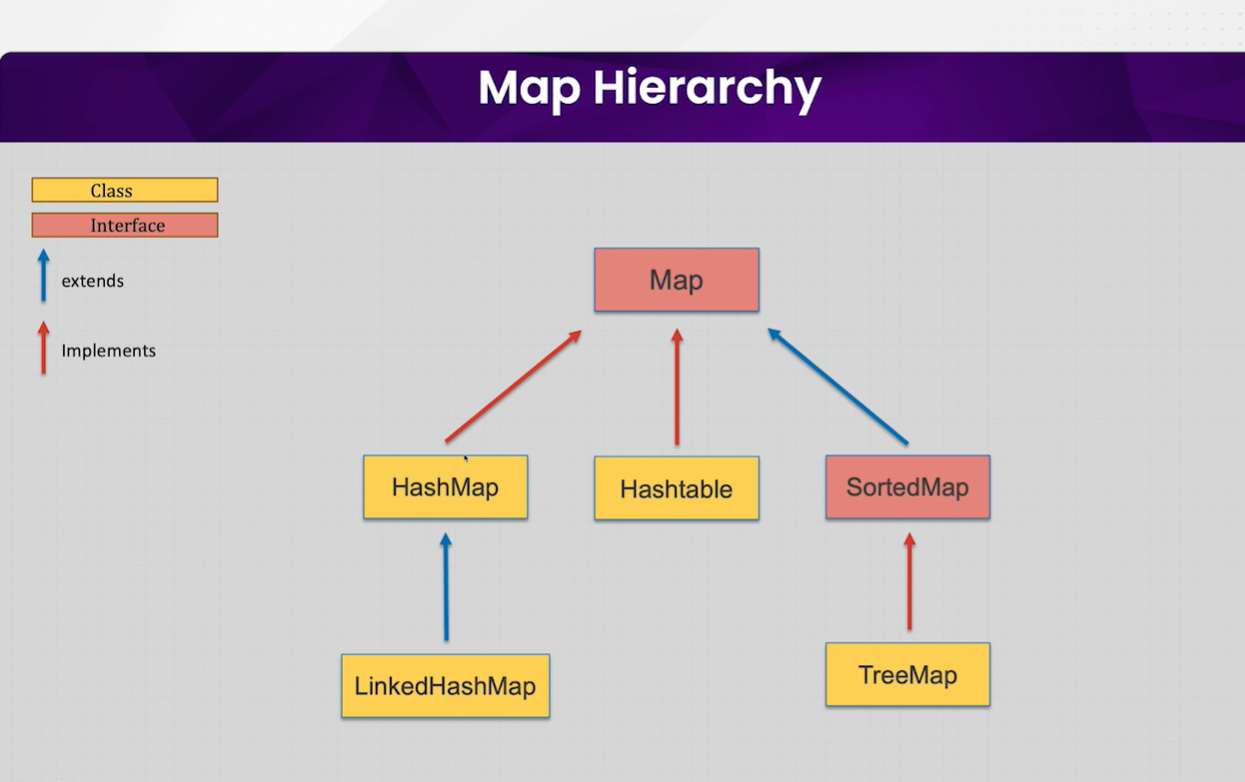 Map Hierarchy
Class
Interface
extends
Implements
Map
HashMap
Hashtable
SortedMap
LinkedHashMap
TreeMap